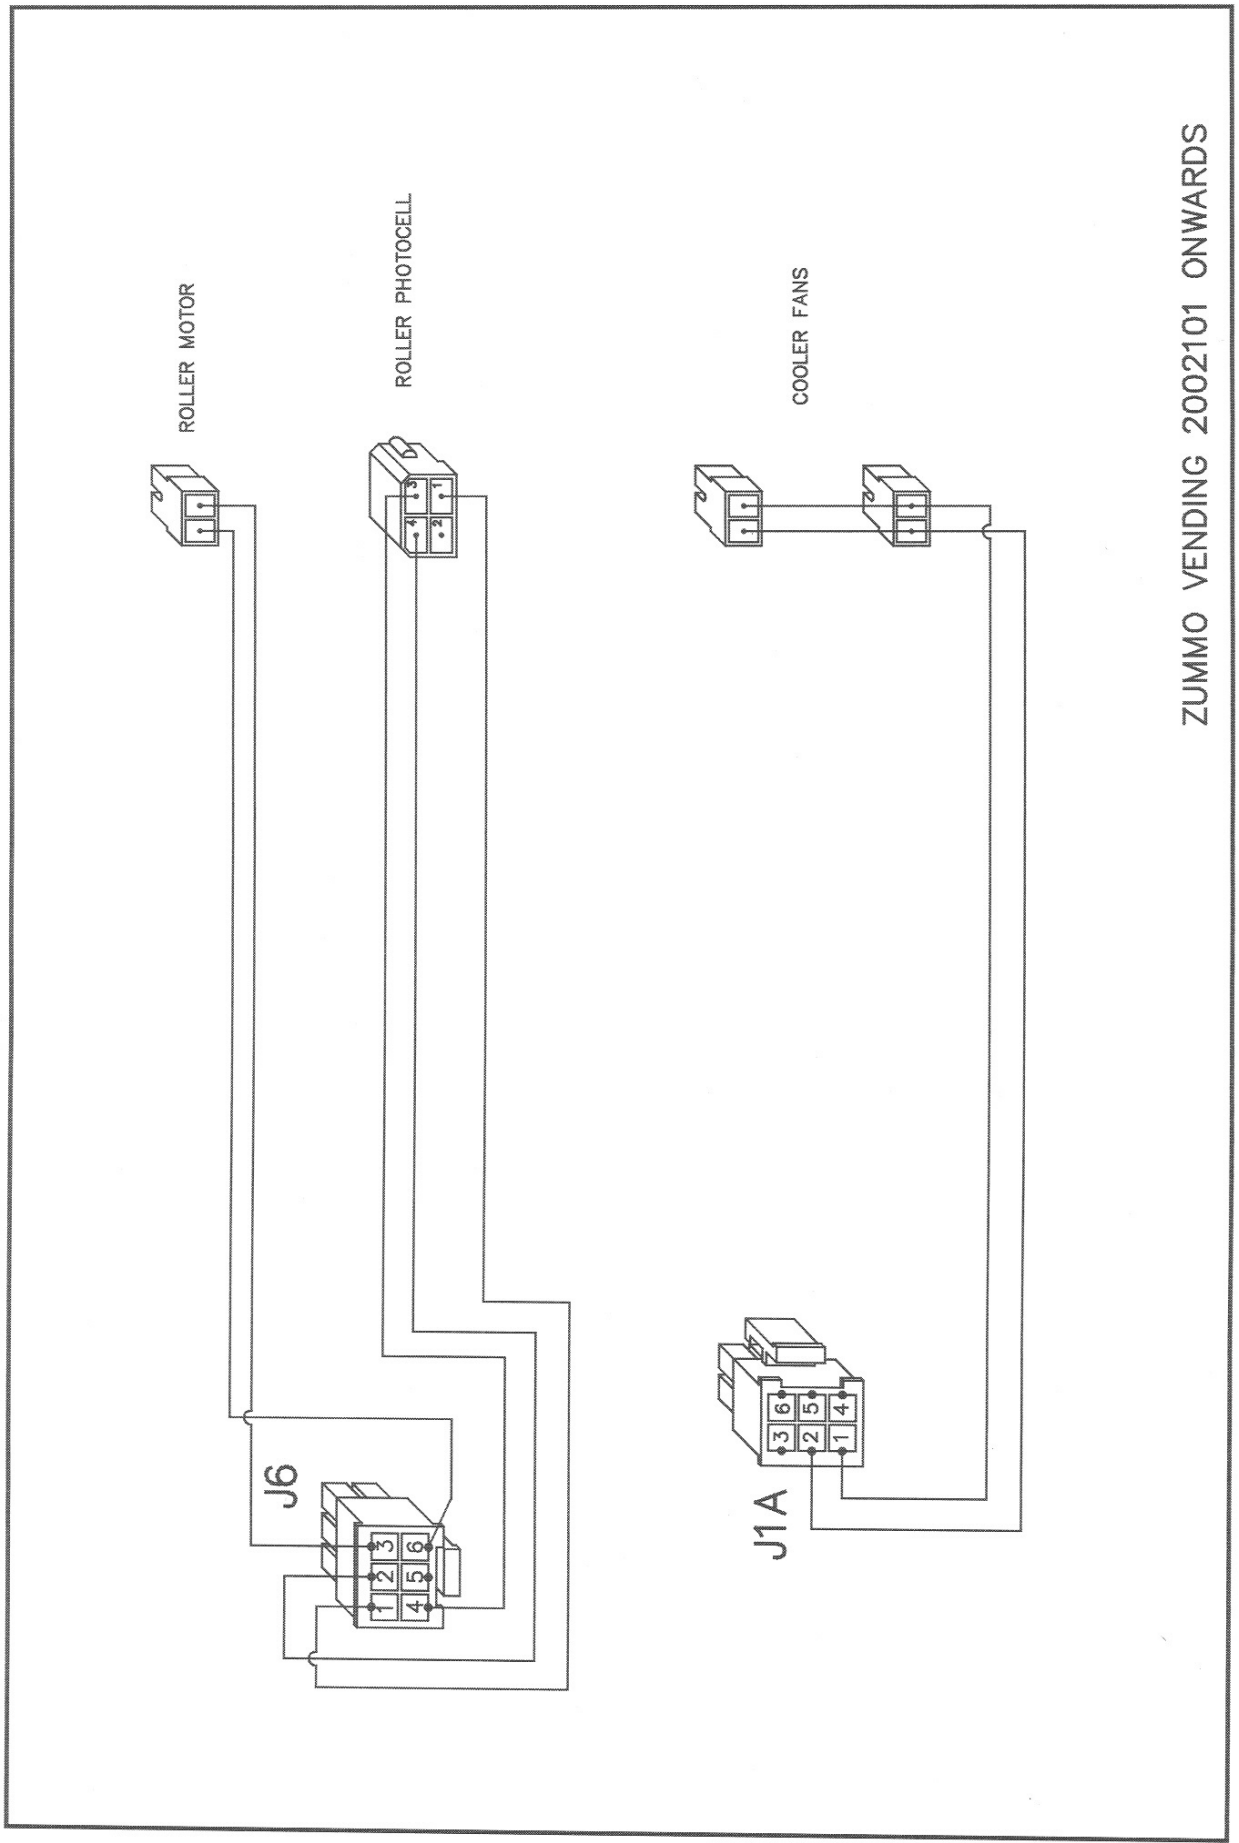 ROLLER MOTOR
ROLLER PHOTOCELL
3 1
4 2
J6
1 2 3
4 5 6
COOLER FANS
J1A
3 6
2 5
1 4
ZUMMO VENDING 2002101 ONWARDS